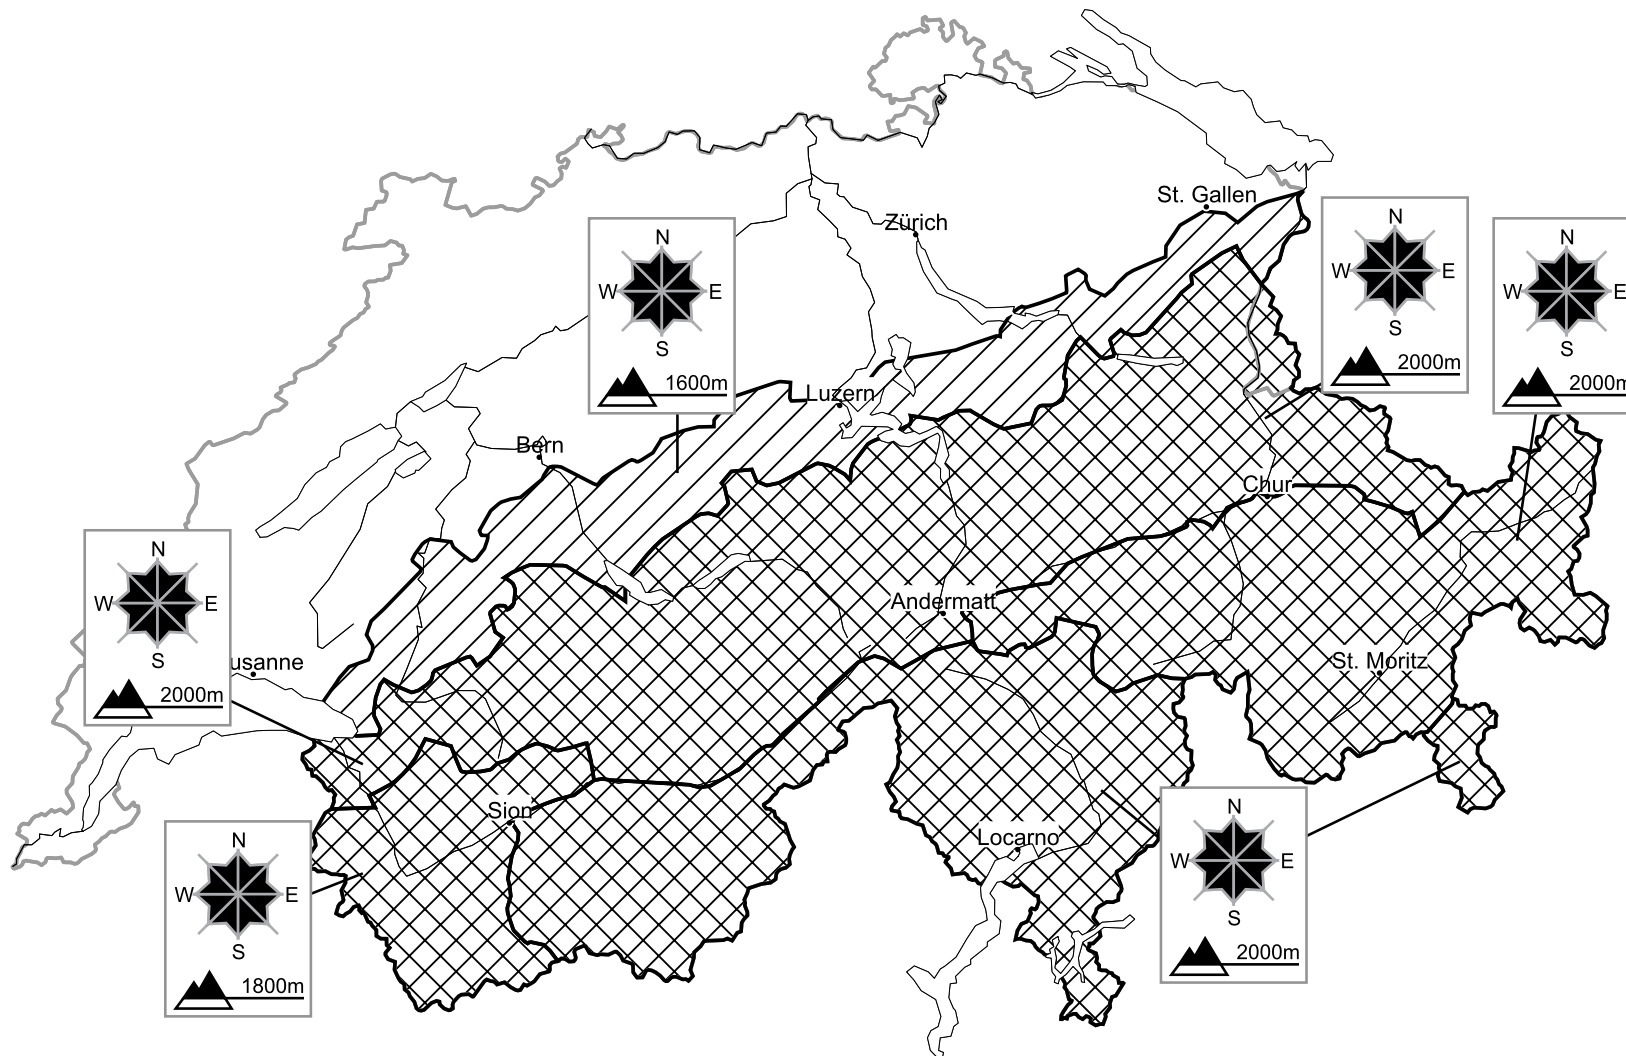 St. Gallen
Zürich
N
W E
S
2000m
N
W E
S
2000m
N
W E
S
1600m
Luzern
Bern
Chur
N
W E
S
2000m
Andermatt
usanne
St. Moritz
N
W E
S
1800m
Sion
Locarno
N
W E
S
2000m